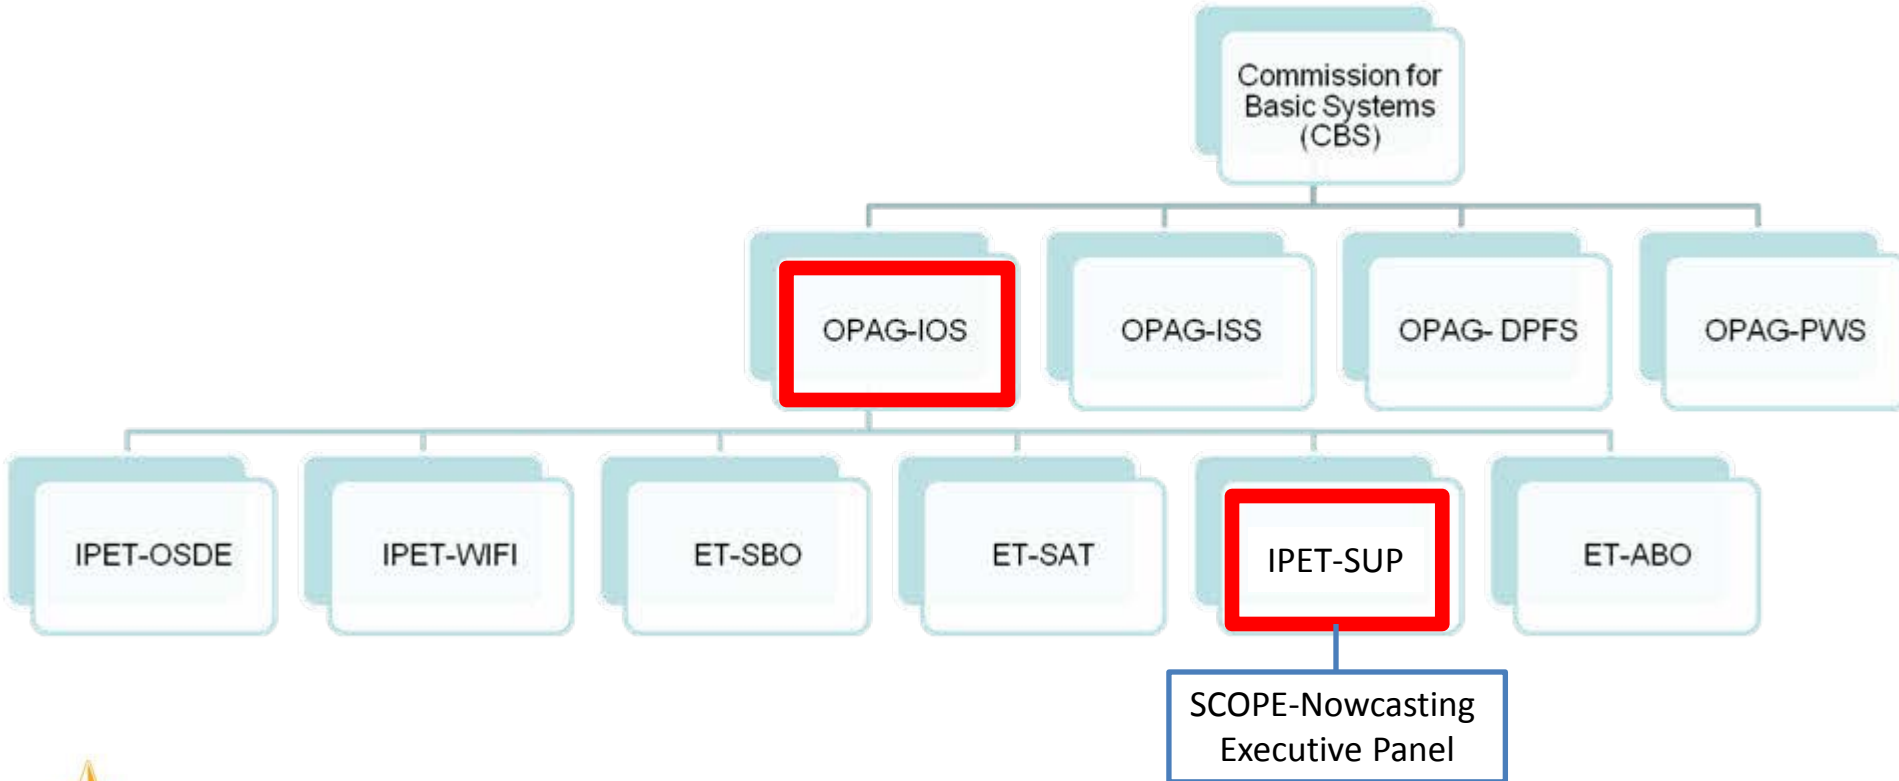 Commission for
Basic Systems
(CBS)
OPAG-IOS
OPAG-ISS
OPAG- DPFS
OPAG-PWS
IPET-OSDE
IPET-WIFI
ET-SBO
ET-SAT
IPET-SUP
ET-ABO
SCOPE-Nowcasting
Executive Panel